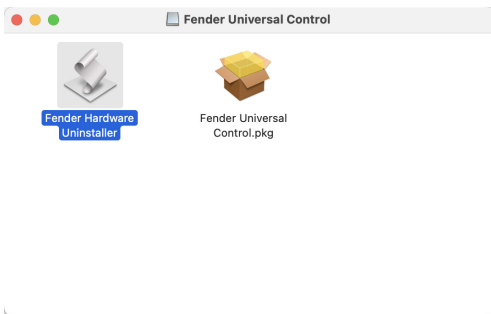 Fender Universal Control
Fender Hardware
Uninstaller
Fender Universal
Control.pkg